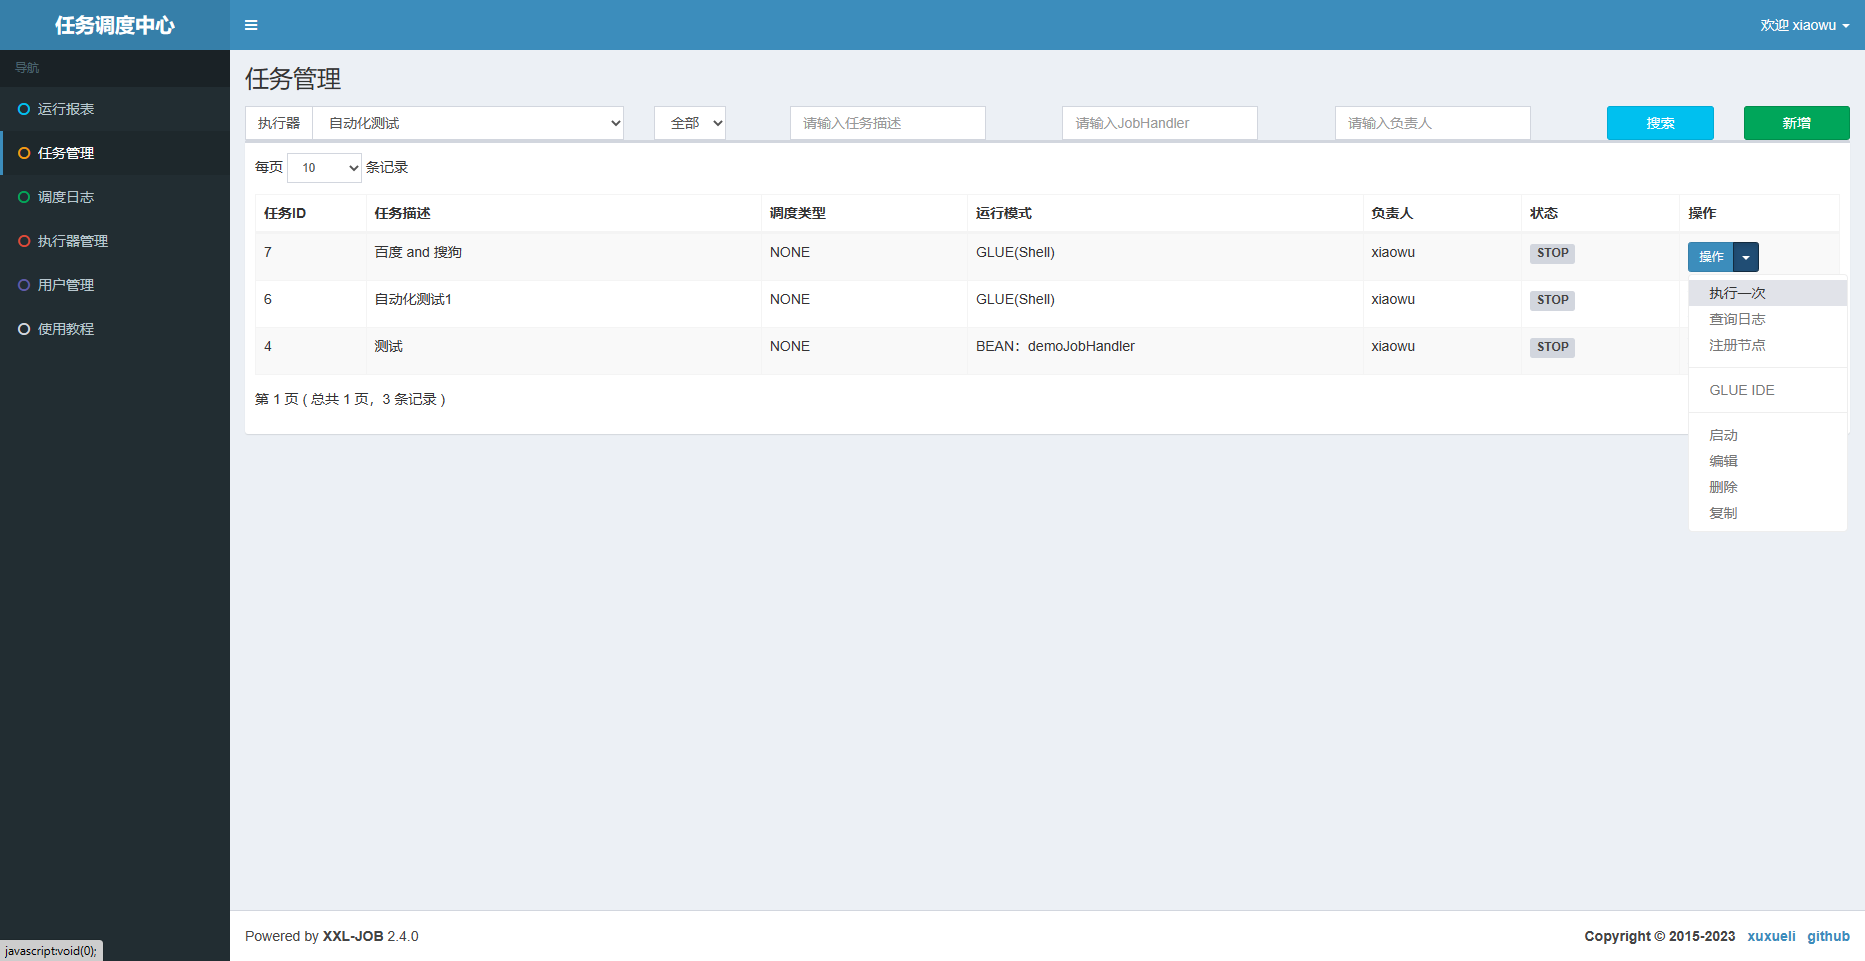 任务调度中心
欢迎 xiaowu
导航
运行报表
任务管理
调度日志
执行器管理
用户管理
使用教程
任务管理
执行器 自动化测试 全部 请输入任务描述 请输入JobHandler 请输入负责人 搜索 新增
每页 10 条记录
任务ID 任务描述 调度类型 运行模式 负责人 状态 操作
7 百度 and 搜狗 NONE GLUE(Shell) xiaowu STOP 操作
6 自动化测试1 NONE GLUE(Shell) xiaowu STOP
4 测试 NONE BEAN：demoJobHandler xiaowu STOP
执行一次
查询日志
注册节点
GLUE IDE
启动
编辑
删除
复制
第 1 页 ( 总共 1 页，3 条记录 )
Powered by XXL-JOB 2.4.0
Copyright © 2015-2023 xuxueli github
javascript:void(0);